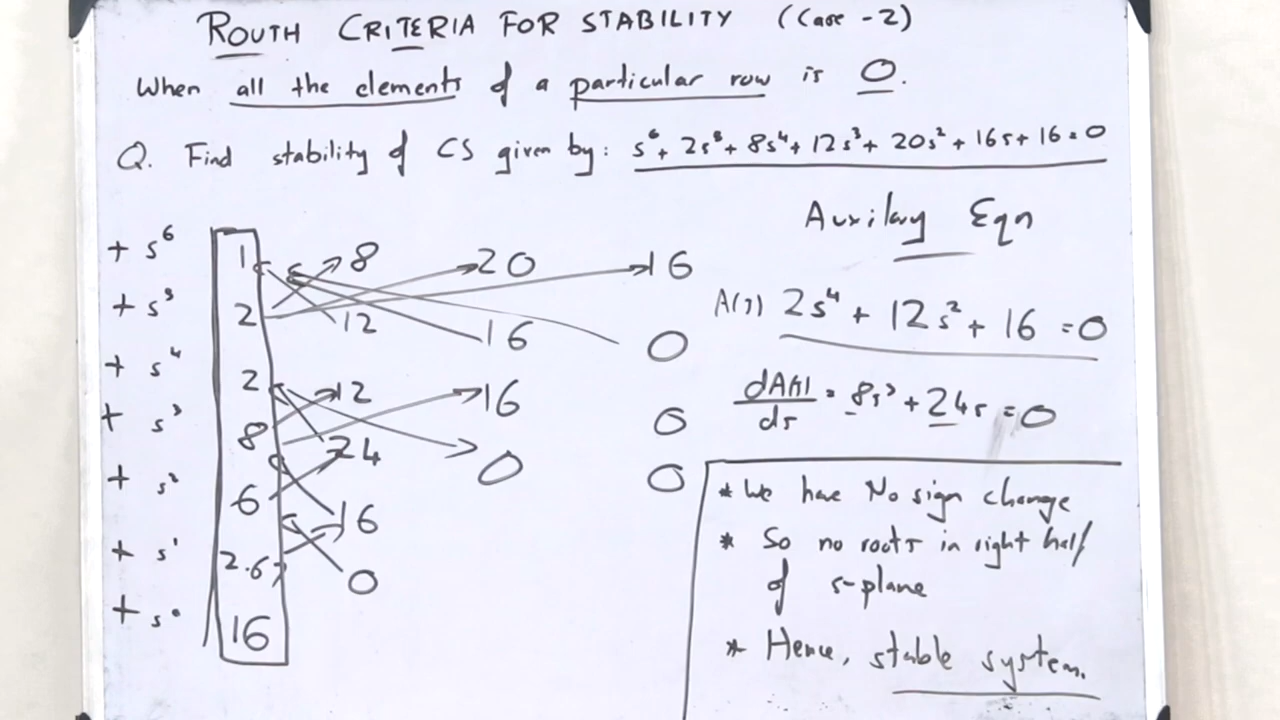 ROUTH CRITERIA FOR STABILITY (Case -2)
When all the elements of a particular row is 0.
Q. Find stability of CS given by: s⁶ + 2s⁵ + 8s⁴ + 12s³ + 20s² + 16s + 16 = 0
Auxilary Eqn
+ s⁶ 1 8 20 16
+ s⁵ 2 12 16 0
+ s⁴ 2 12 16 0
+ s³ 8 24 0 0
+ s² 6 16
+ s¹ 2.6 0
+ s⁰ 16
A(s) 2s⁴ + 12s² + 16 = 0
dA(s)/ds = 8s³ + 24s = 0
* We have No sign change
* So no roots in right half
of s-plane
* Hence, stable system.